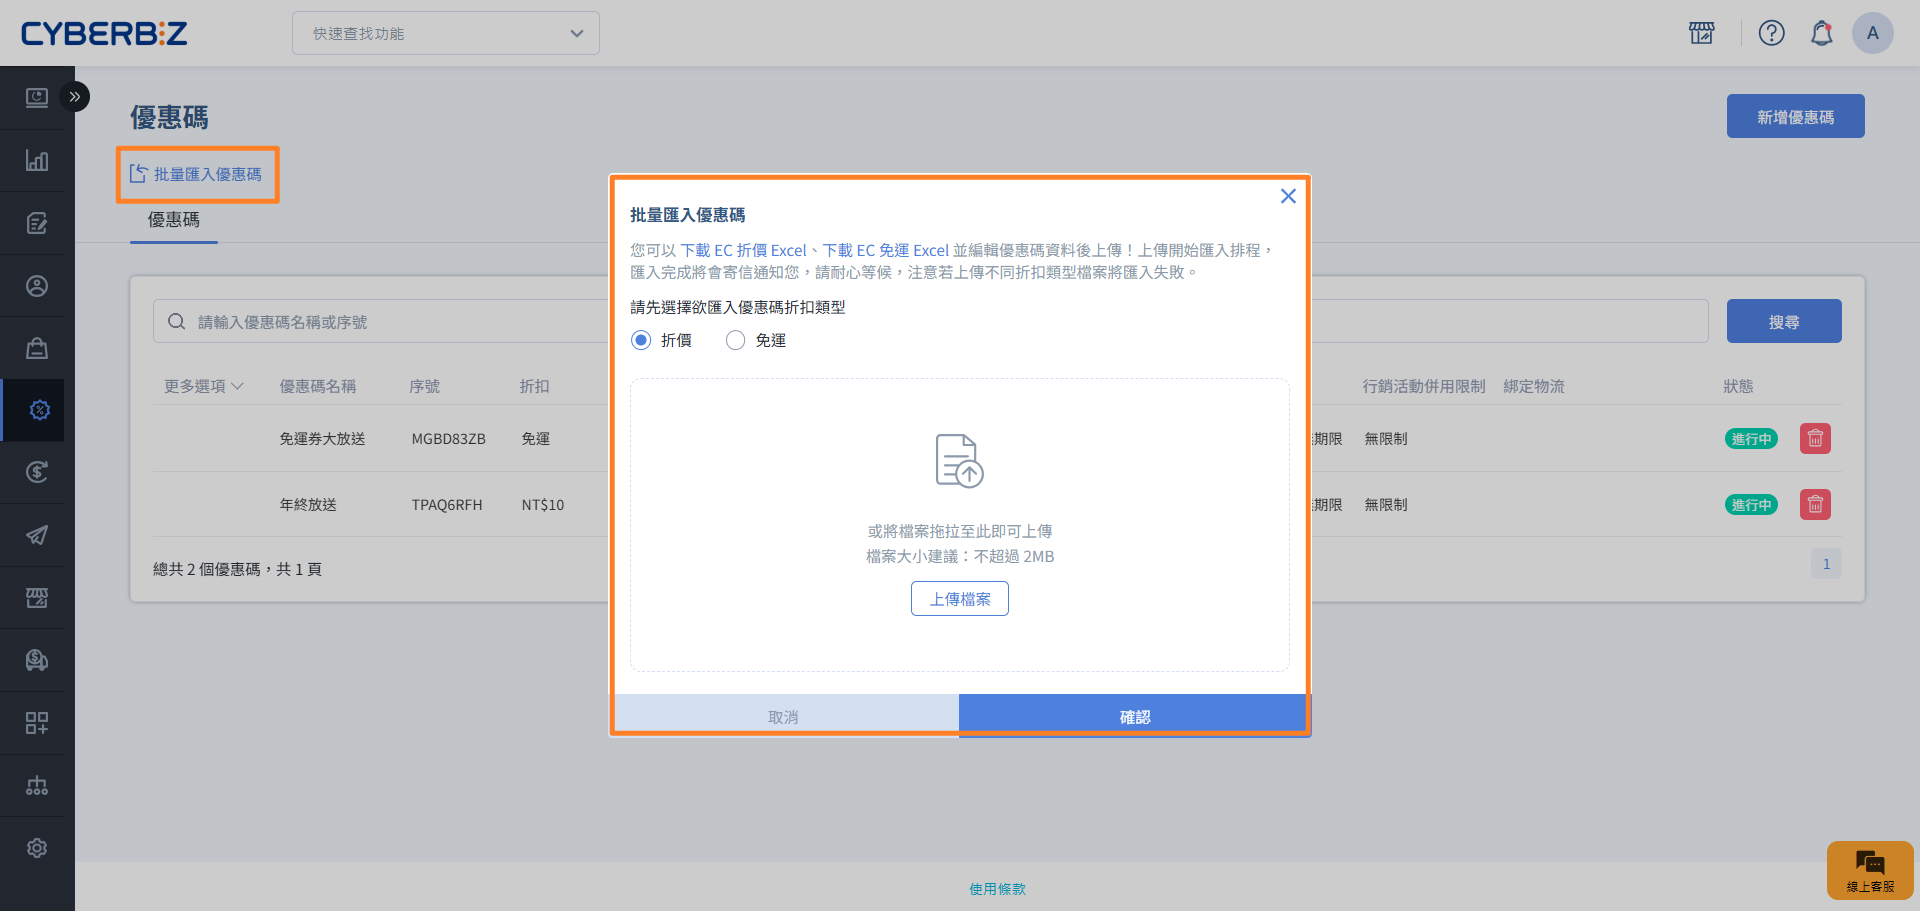 CYBERBIZ
快速查找功能
A
優惠碼
新增優惠碼
批量匯入優惠碼
優惠碼
請輸入優惠碼名稱或序號
搜尋
更多選項 優惠碼名稱 序號 折扣 行銷活動併用限制 綁定物流 狀態
免運券大放送 MGBD83ZB 免運 期限 無限制 進行中
年終放送 TPAQ6RFH NT$10 期限 無限制 進行中
總共 2 個優惠碼，共 1 頁
1
批量匯入優惠碼
您可以 下載 EC 折價 Excel、下載 EC 免運 Excel 並編輯優惠碼資料後上傳！上傳開始匯入排程，
匯入完成將會寄信通知您，請耐心等候，注意若上傳不同折扣類型檔案將匯入失敗。
請先選擇欲匯入優惠碼折扣類型
折價 免運
或將檔案拖拉至此即可上傳
檔案大小建議：不超過 2MB
上傳檔案
取消 確認
使用條款
線上客服